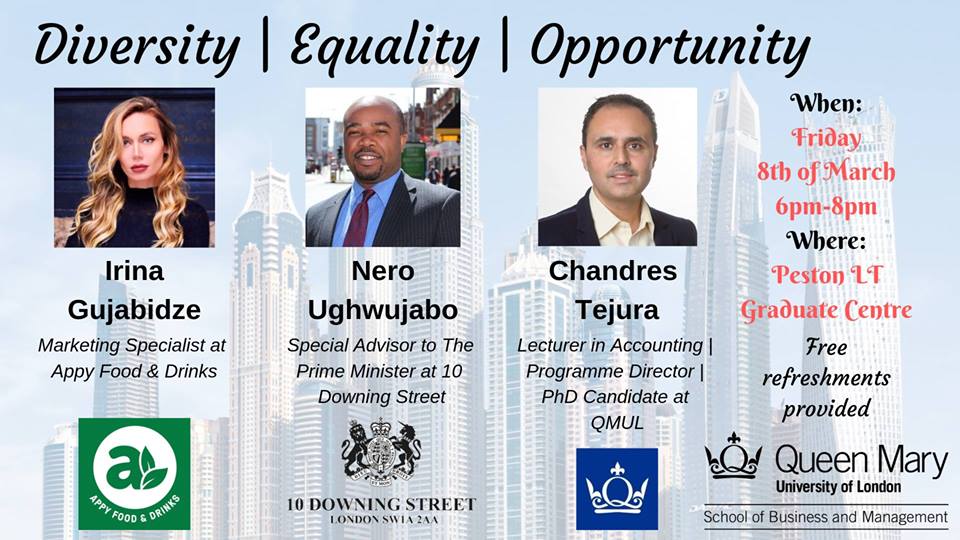 Diversity | Equality | Opportunity
Irina
Gujabidze
Marketing Specialist at
Appy Food & Drinks
a
APPY FOOD & DRINKS
Nero
Ughwujabo
Special Advisor to The
Prime Minister at 10
Downing Street
10 DOWNING STREET
LONDON SW1A 2AA
Chandres
Tejura
Lecturer in Accounting |
Programme Director |
PhD Candidate at
QMUL
When:
Friday
8th of March
6pm-8pm
Where:
Peston LT
Graduate Centre
Free
refreshments
provided
Queen Mary
University of London
School of Business and Management